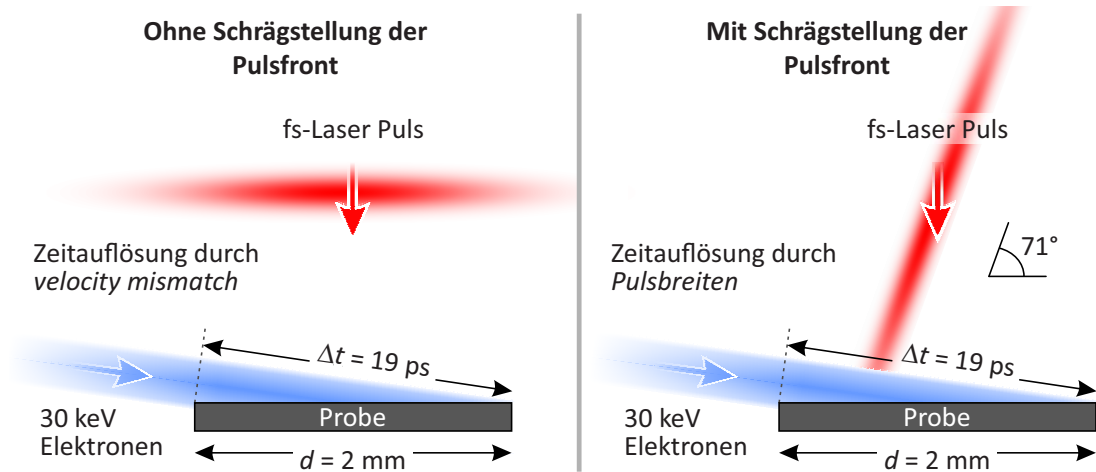 Ohne Schrägstellung der
Pulsfront
fs-Laser Puls
Zeitauflösung durch
velocity mismatch
Δt = 19 ps
30 keV
Elektronen
Probe
d = 2 mm
Mit Schrägstellung der
Pulsfront
fs-Laser Puls
Zeitauflösung durch
Pulsbreiten
71°
Δt = 19 ps
30 keV
Elektronen
Probe
d = 2 mm